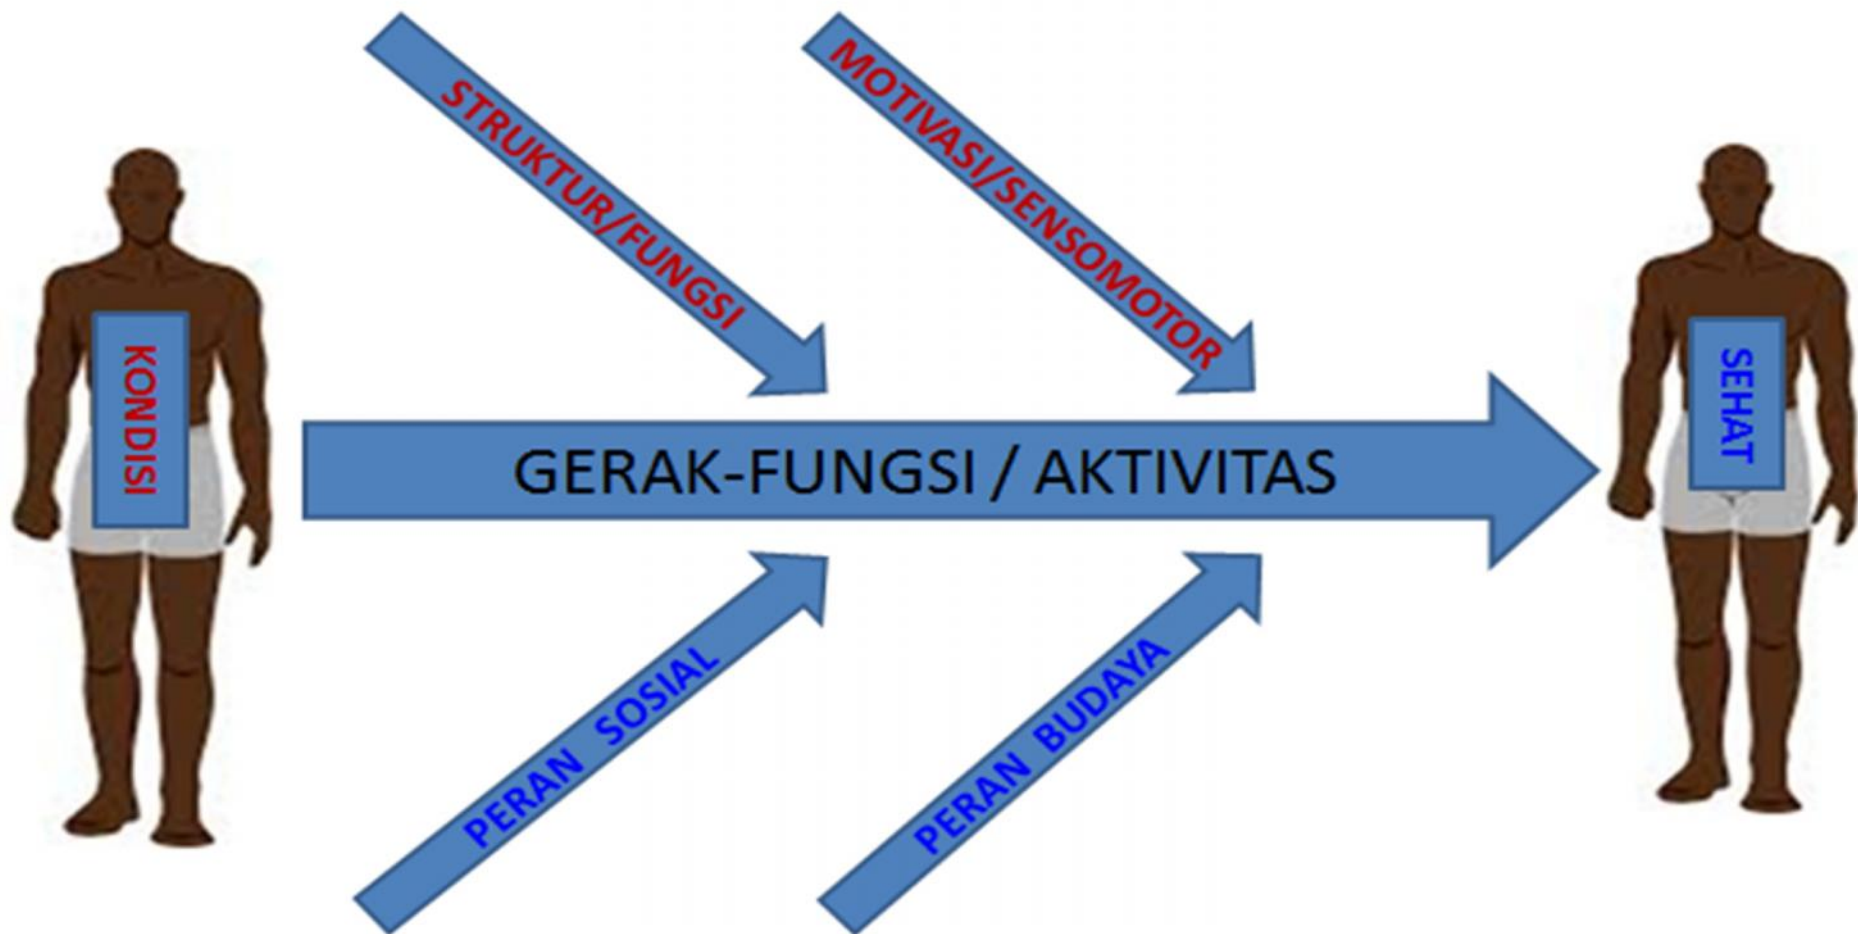 STRUKTUR/FUNGSI
MOTIVASI/SENSOMOTOR
KONDISI
GERAK-FUNGSI / AKTIVITAS
SEHAT
PERAN SOSIAL
PERAN BUDAYA